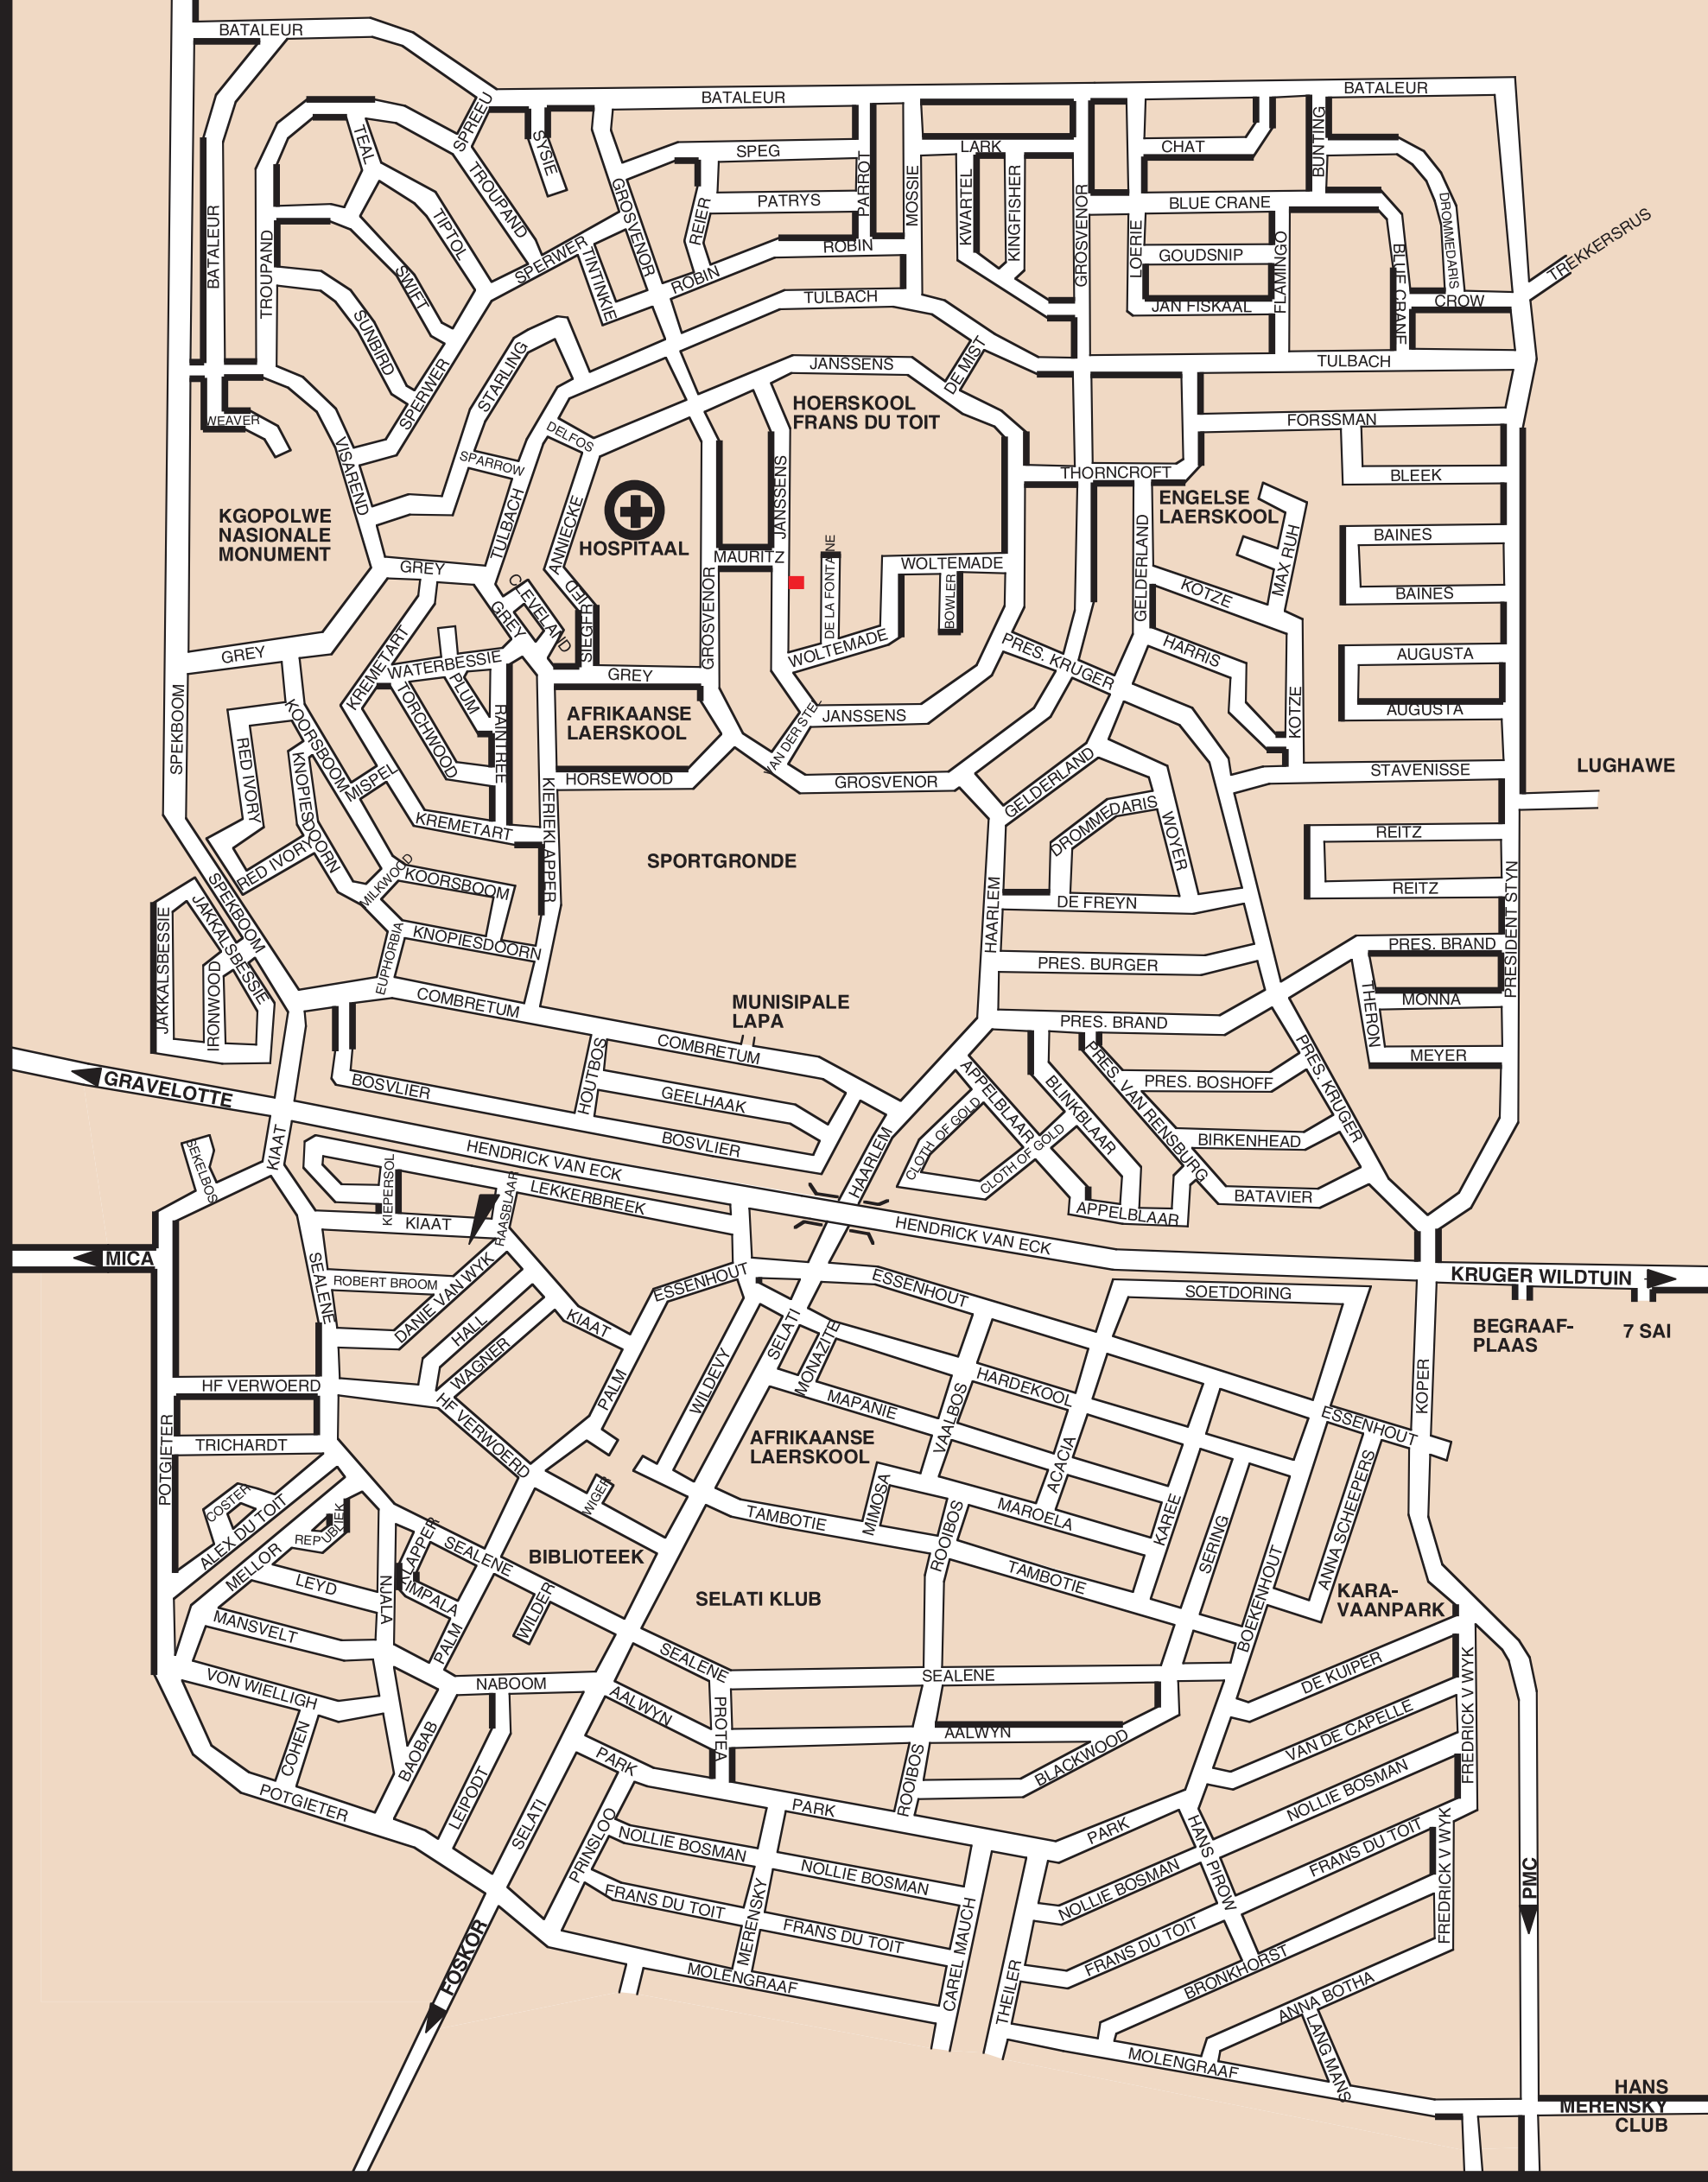 BATALEUR
BATALEUR
BATALEUR
SPREEU
SYSIE
TEAL
SPEG
LARK
CHAT
BUNTING
TROUPAND
GROSVENOR
PATRYS
PARROT
MOSSIE
KWARTEL
KINGFISHER
GROSVENOR
BLUE CRANE
DROMMEDARIS
TREKKERSRUS
BATALEUR
TROUPAND
TIPTOL
SPERWER
TINTINKIE
REIER
ROBIN
ROBIN
LOERIE
GOUDSNIP
FLAMINGO
BLUE CRANE
SWIFT
TULBACH
JAN FISKAAL
CROW
SUNBIRD
SPERWER
STARLING
JANSSENS
DE MIST
TULBACH
WEAVER
VISAREND
DELFOS
HOERSKOOL
FRANS DU TOIT
FORSSMAN
SPARROW
JANSSENS
THORNCROFT
BLEEK
KGOPOLWE
NASIONALE
MONUMENT
TULBACH
ANNIECKE
HOSPITAAL
ENGELSE
LAERSKOOL
GELDERLAND
MAX RUH
BAINES
GREY
MAURITZ
DE LA FONTAINE
WOLTEMADE
BOWLER
KOTZE
BAINES
CLEVELAND
GREY
SIEGFRIED
GROSVENOR
WOLTEMADE
PRES. KRUGER
HARRIS
AUGUSTA
GREY
KREMETART
WATERBESSIE
GREY
KOTZE
AUGUSTA
SPEKBOOM
KOORSBOOM
TORCHWOOD
PLUM
RAINTREE
AFRIKAANSE
LAERSKOOL
VAN DER STEL
JANSSENS
RED IVORY
KNOPIESDOORN
MISPEL
KIERIEKLAPPER
HORSEWOOD
GROSVENOR
GELDERLAND
STAVENISSE
LUGHAWE
KREMETART
DROMMEDARIS
WOYER
REITZ
RED IVORY
MILKWOOD
KOORSBOOM
SPORTGRONDE
HAARLEM
DE FREYN
REITZ
PRESIDENT STYN
SPEKBOOM
JAKKALSBESSIE
JAKKALSBESSIE
IRONWOOD
EUPHORBIA
KNOPIESDOORN
PRES. BURGER
PRES. BRAND
COMBRETUM
MUNISIPALE
LAPA
PRES. BRAND
THERON
MONNA
COMBRETUM
MEYER
GRAVELOTTE
BOSVLIER
HOUTBOS
GEELHAAK
BOSVLIER
APPELBLAAR
BLINKBLAAR
PRES. VAN RENSBURG
PRES. BOSHOFF
PRES. KRUGER
BIRKENHEAD
CLOTH OF GOLD
CLOTH OF GOLD
BATAVIER
APPELBLAAR
HAARLEM
SEKELBOS
KIAAT
HENDRICK VAN ECK
KIEPERSOL
KIAAT
RAASBLAAR
LEKKERBREEK
HENDRICK VAN ECK
MICA
KRUGER WILDTUIN
BEGRAAF-
PLAAS
7 SAI
SEALENE
ROBERT BROOM
DANIE VAN WYK
ESSENHOUT
ESSENHOUT
SOETDORING
HALL
WAGNER
KIAAT
PALM
WILDEVY
SELATI
MONAZITE
MAPANIE
HARDEKOOL
KOPER
ESSENHOUT
HF VERWOERD
HF VERWOERD
AFRIKAANSE
LAERSKOOL
VAALBOS
ACACIA
ANNA SCHEEPERS
POTGIETER
TRICHARDT
WIGER
TAMBOTIE
MIMOSA
MAROELA
KAREE
SERING
COSTER
ALEX DU TOIT
REPUBLIEK
MELLOR
KLAPPER
SEALENE
BIBLIOTEEK
ROOIBOS
TAMBOTIE
BOEKENHOUT
LEYD
NJALA
IMPALA
WILDER
SELATI KLUB
KARA-
VAANPARK
MANSVELT
PALM
SEALENE
SEALENE
DE KUIPER
FREDRICK V WYK
VON WIELLIGH
NABOOM
AALWYN
PROTEA
AALWYN
BLACKWOOD
VAN DE CAPELLE
COHEN
BAOBAB
LEIPODT
PARK
PARK
ROOIBOS
PARK
NOLLIE BOSMAN
POTGIETER
SELATI
PRINSLOO
NOLLIE BOSMAN
NOLLIE BOSMAN
HANS PIROW
FRANS DU TOIT
FREDRICK V WYK
PMC
NOLLIE BOSMAN
FRANS DU TOIT
MERENSKY
FRANS DU TOIT
CAREL MAUCH
FRANS DU TOIT
FOSKOR
MOLENGRAAF
THEILER
BRONKHORST
ANNA BOTHA
LANG MANS
MOLENGRAAF
HANS
MERENSKY
CLUB